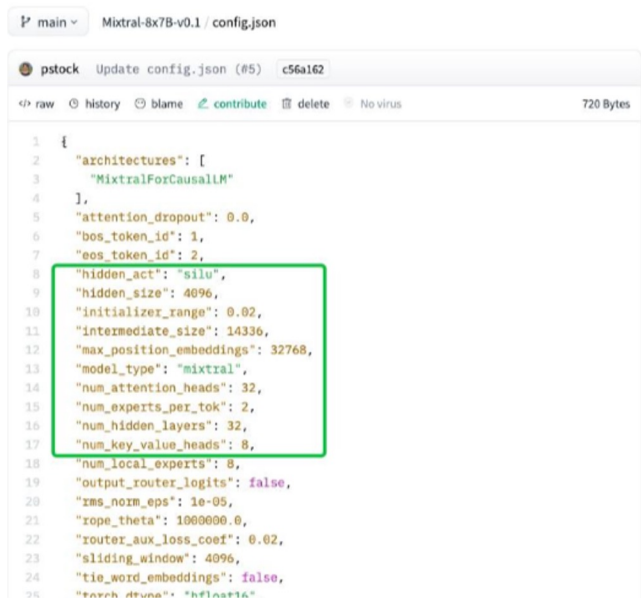 main Mixtral-8x7B-v0.1 / config.json
pstock Update config.json (#5) c56a162
</> raw history blame contribute delete No virus 720 Bytes
1 {
2 "architectures": [
3 "MixtralForCausalLM"
4 ],
5 "attention_dropout": 0.0,
6 "bos_token_id": 1,
7 "eos_token_id": 2,
8 "hidden_act": "silu",
9 "hidden_size": 4096,
10 "initializer_range": 0.02,
11 "intermediate_size": 14336,
12 "max_position_embeddings": 32768,
13 "model_type": "mixtral",
14 "num_attention_heads": 32,
15 "num_experts_per_tok": 2,
16 "num_hidden_layers": 32,
17 "num_key_value_heads": 8,
18 "num_local_experts": 8,
19 "output_router_logits": false,
20 "rms_norm_eps": 1e-05,
21 "rope_theta": 1000000.0,
22 "router_aux_loss_coef": 0.02,
23 "sliding_window": 4096,
24 "tie_word_embeddings": false,
25 "torch_dtype": "bfloat16"